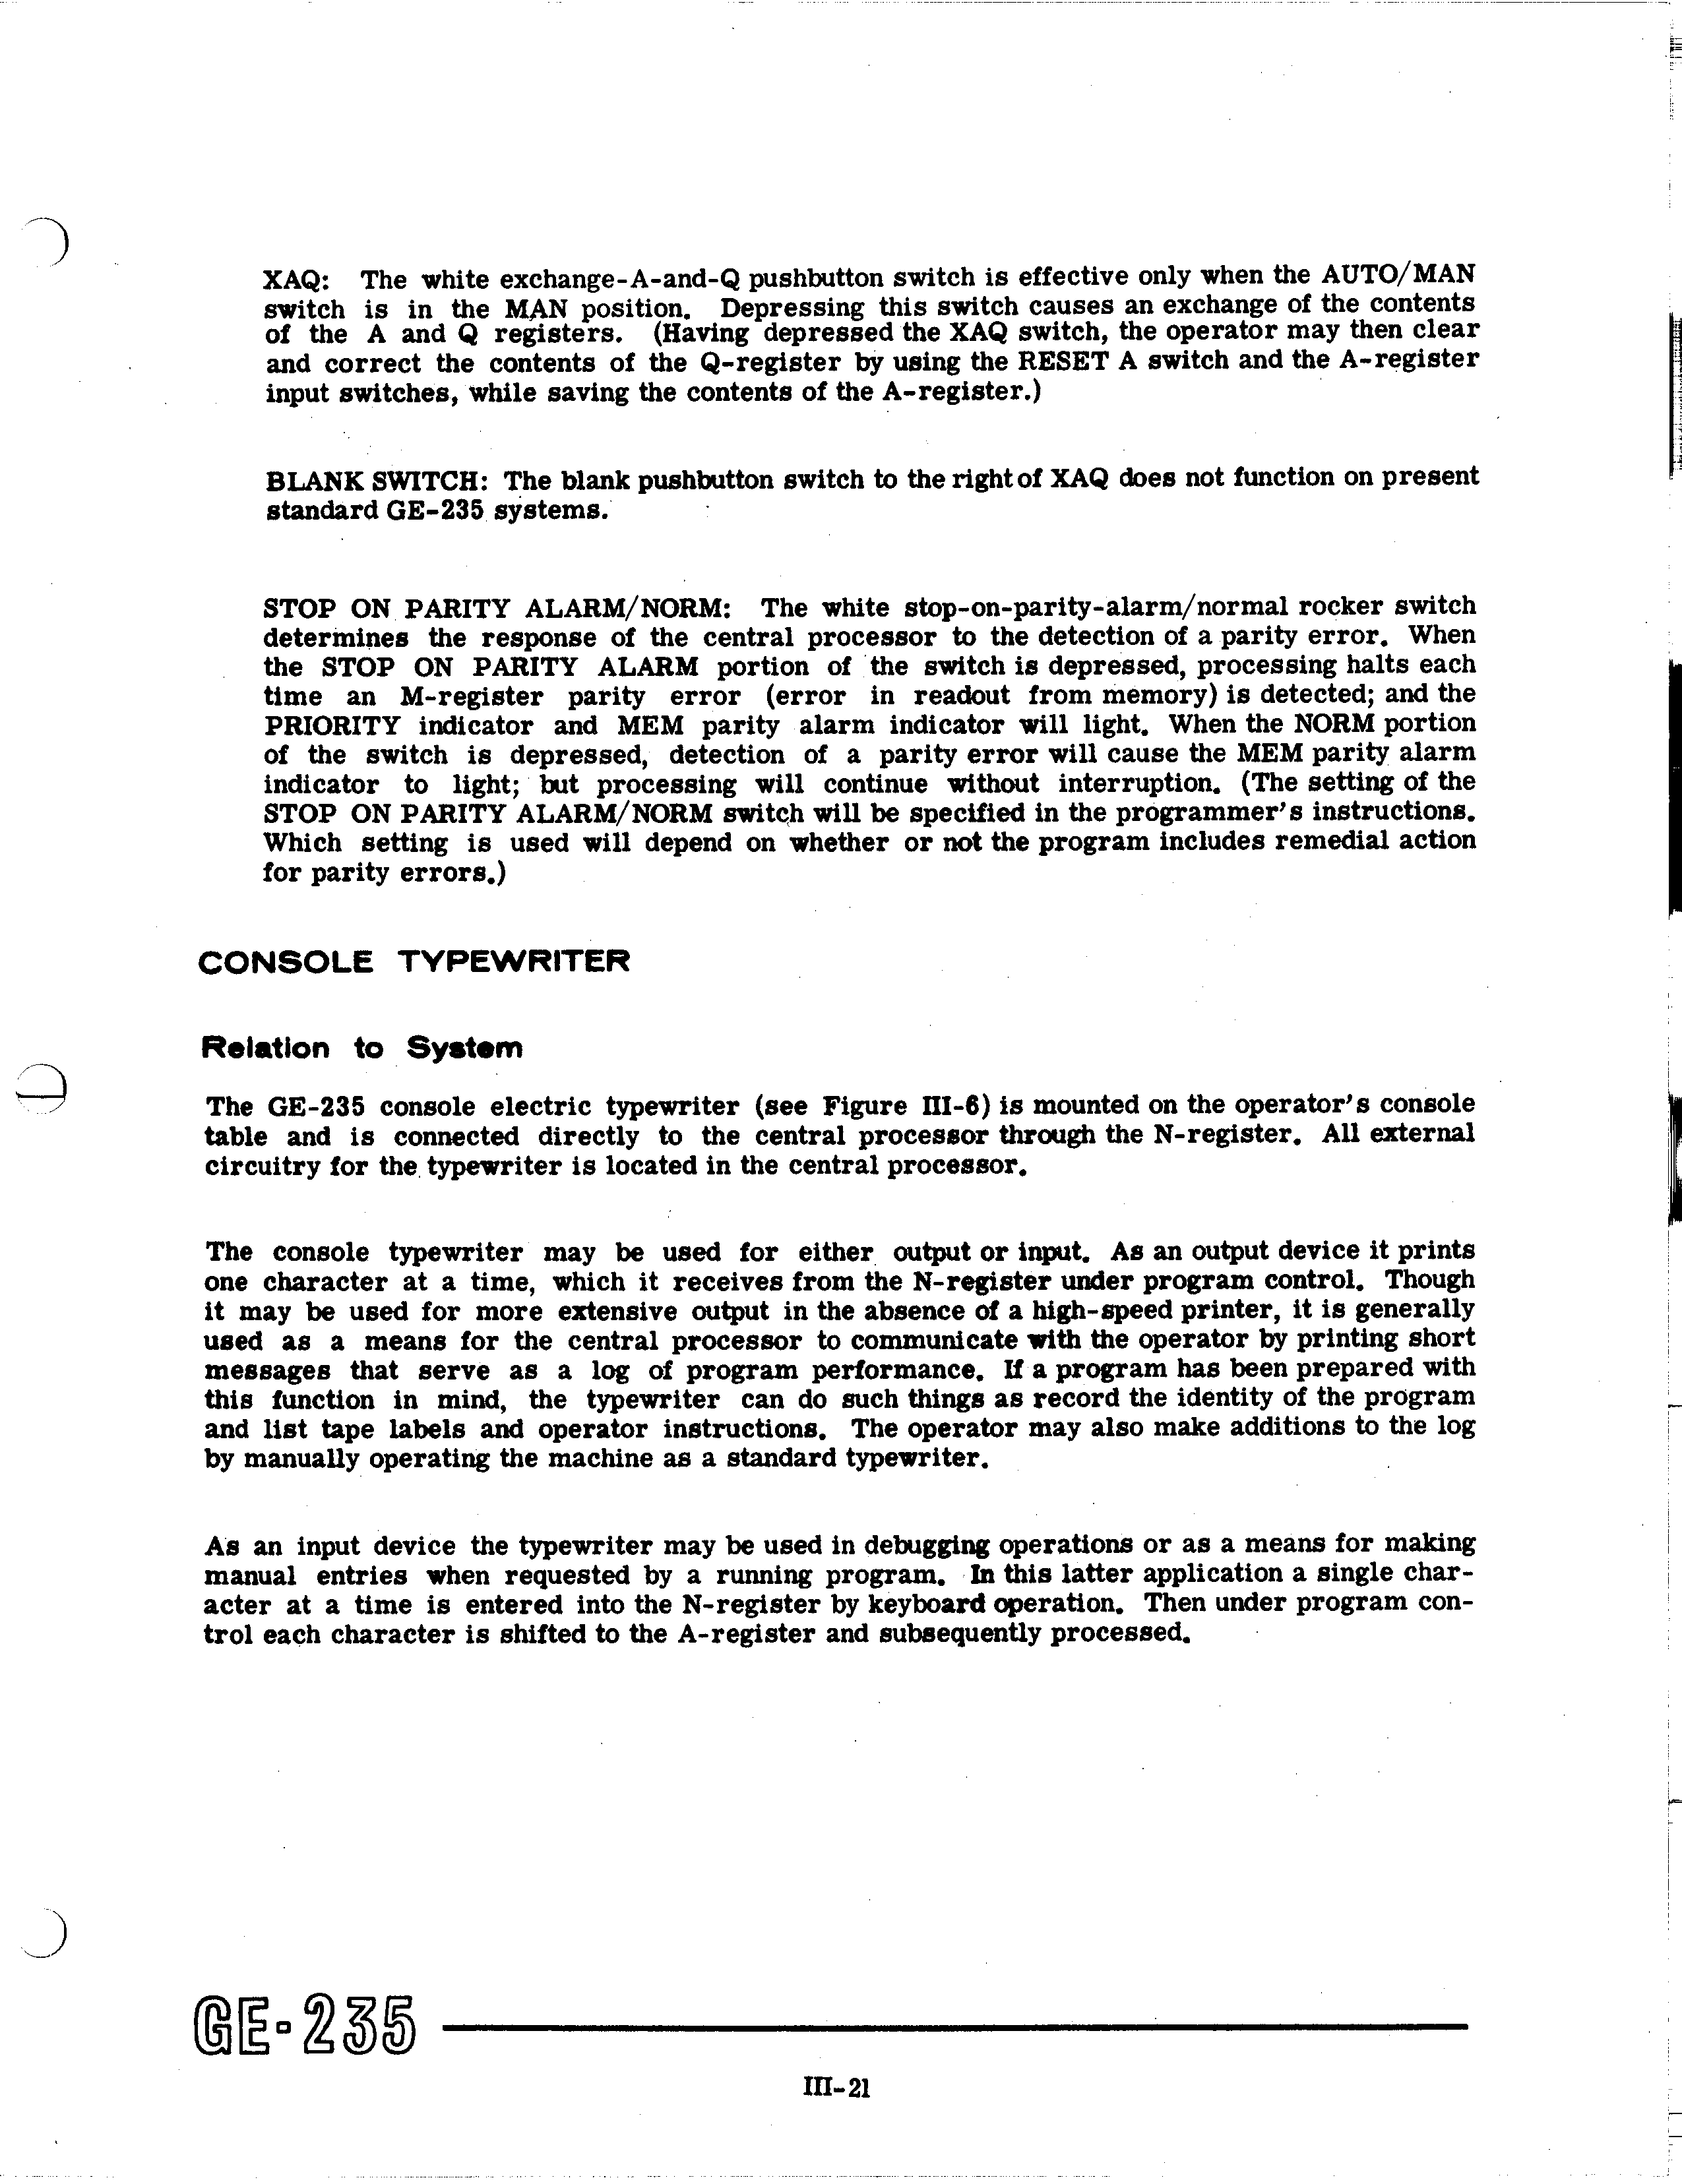 XAQ: The white exchange-A-and-Q pushbutton switch is effective only when the AUTO/MAN
switch is in the MAN position. Depressing this switch causes an exchange of the contents
of the A and Q registers. (Having depressed the XAQ switch, the operator may then clear
and correct the contents of the Q-register by using the RESET A switch and the A-register
input switches, while saving the contents of the A-register.)
BLANK SWITCH: The blank pushbutton switch to the right of XAQ does not function on present
standard GE-235 systems.
STOP ON PARITY ALARM/NORM: The white stop-on-parity-alarm/normal rocker switch
determines the response of the central processor to the detection of a parity error. When
the STOP ON PARITY ALARM portion of the switch is depressed, processing halts each
time an M-register parity error (error in readout from memory) is detected; and the
PRIORITY indicator and MEM parity alarm indicator will light. When the NORM portion
of the switch is depressed, detection of a parity error will cause the MEM parity alarm
indicator to light; but processing will continue without interruption. (The setting of the
STOP ON PARITY ALARM/NORM switch will be specified in the programmer's instructions.
Which setting is used will depend on whether or not the program includes remedial action
for parity errors.)
CONSOLE TYPEWRITER
Relation to System
The GE-235 console electric typewriter (see Figure III-6) is mounted on the operator's console
table and is connected directly to the central processor through the N-register. All external
circuitry for the typewriter is located in the central processor.
The console typewriter may be used for either output or input. As an output device it prints
one character at a time, which it receives from the N-register under program control. Though
it may be used for more extensive output in the absence of a high-speed printer, it is generally
used as a means for the central processor to communicate with the operator by printing short
messages that serve as a log of program performance. If a program has been prepared with
this function in mind, the typewriter can do such things as record the identity of the program
and list tape labels and operator instructions. The operator may also make additions to the log
by manually operating the machine as a standard typewriter.
As an input device the typewriter may be used in debugging operations or as a means for making
manual entries when requested by a running program. In this latter application a single char-
acter at a time is entered into the N-register by keyboard operation. Then under program con-
trol each character is shifted to the A-register and subsequently processed.
GE-235
III-21